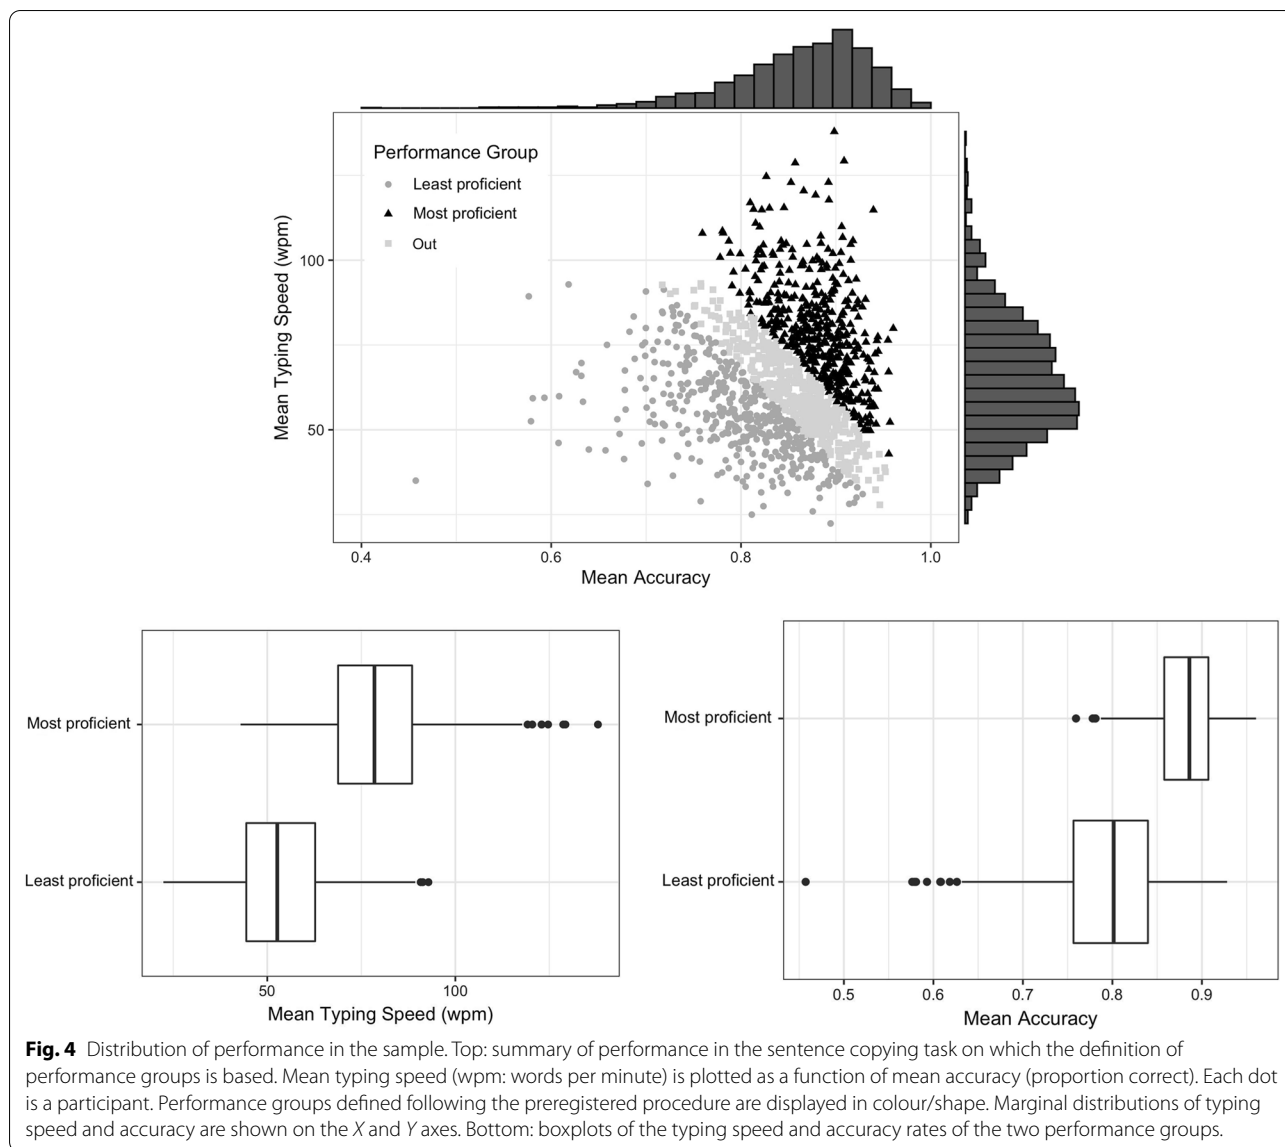 Performance Group
Least proficient
Most proficient
Out
Mean Typing Speed (wpm)
100
50
0.4 0.6 0.8 1.0
Mean Accuracy
Most proficient
Least proficient
50 100
Mean Typing Speed (wpm)
Most proficient
Least proficient
0.5 0.6 0.7 0.8 0.9
Mean Accuracy
Fig. 4 Distribution of performance in the sample. Top: summary of performance in the sentence copying task on which the definition of
performance groups is based. Mean typing speed (wpm: words per minute) is plotted as a function of mean accuracy (proportion correct). Each dot
is a participant. Performance groups defined following the preregistered procedure are displayed in colour/shape. Marginal distributions of typing
speed and accuracy are shown on the X and Y axes. Bottom: boxplots of the typing speed and accuracy rates of the two performance groups.